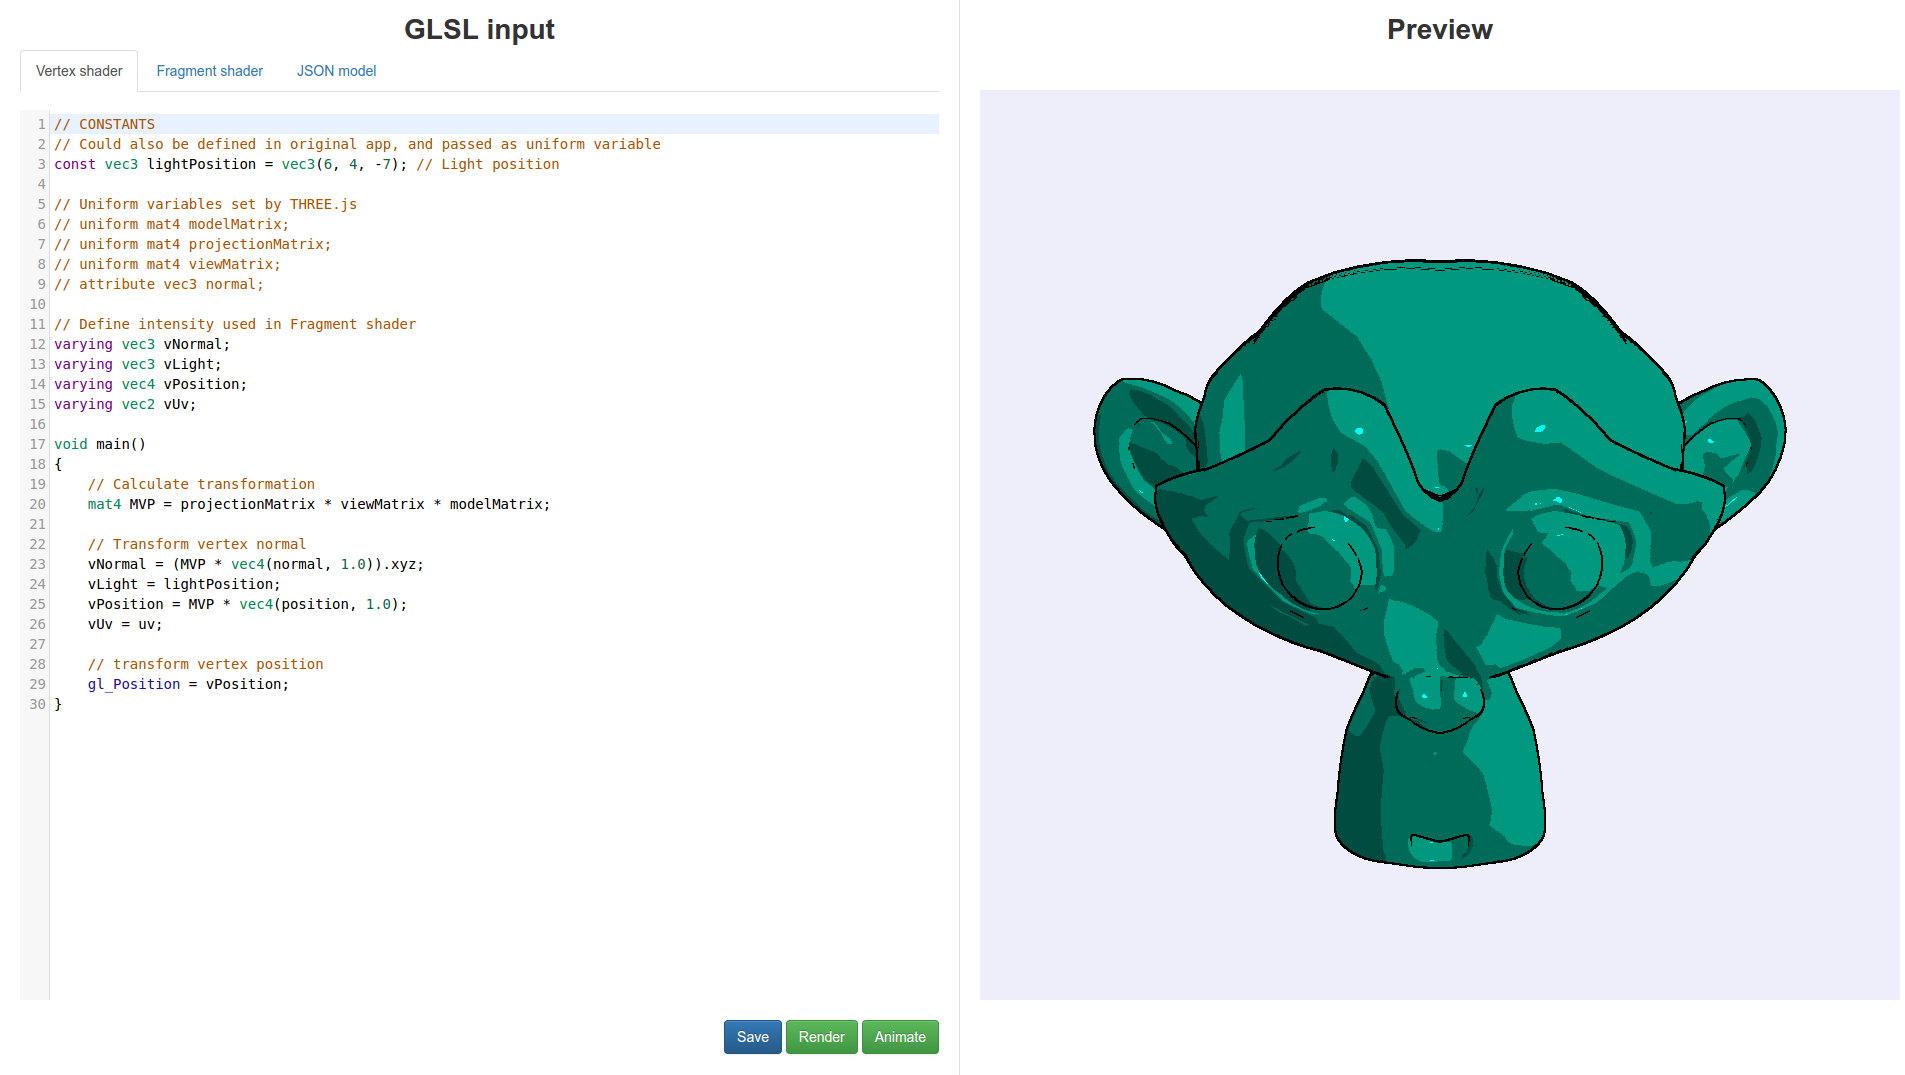 GLSL input
Vertex shader
Fragment shader
JSON model
1 // CONSTANTS
2 // Could also be defined in original app, and passed as uniform variable
3 const vec3 lightPosition = vec3(6, 4, -7); // Light position
4
5 // Uniform variables set by THREE.js
6 // uniform mat4 modelMatrix;
7 // uniform mat4 projectionMatrix;
8 // uniform mat4 viewMatrix;
9 // attribute vec3 normal;
10
11 // Define intensity used in Fragment shader
12 varying vec3 vNormal;
13 varying vec3 vLight;
14 varying vec4 vPosition;
15 varying vec2 vUv;
16
17 void main()
18 {
19     // Calculate transformation
20     mat4 MVP = projectionMatrix * viewMatrix * modelMatrix;
21
22     // Transform vertex normal
23     vNormal = (MVP * vec4(normal, 1.0)).xyz;
24     vLight = lightPosition;
25     vPosition = MVP * vec4(position, 1.0);
26     vUv = uv;
27
28     // transform vertex position
29     gl_Position = vPosition;
30 }
Save
Render
Animate
Preview